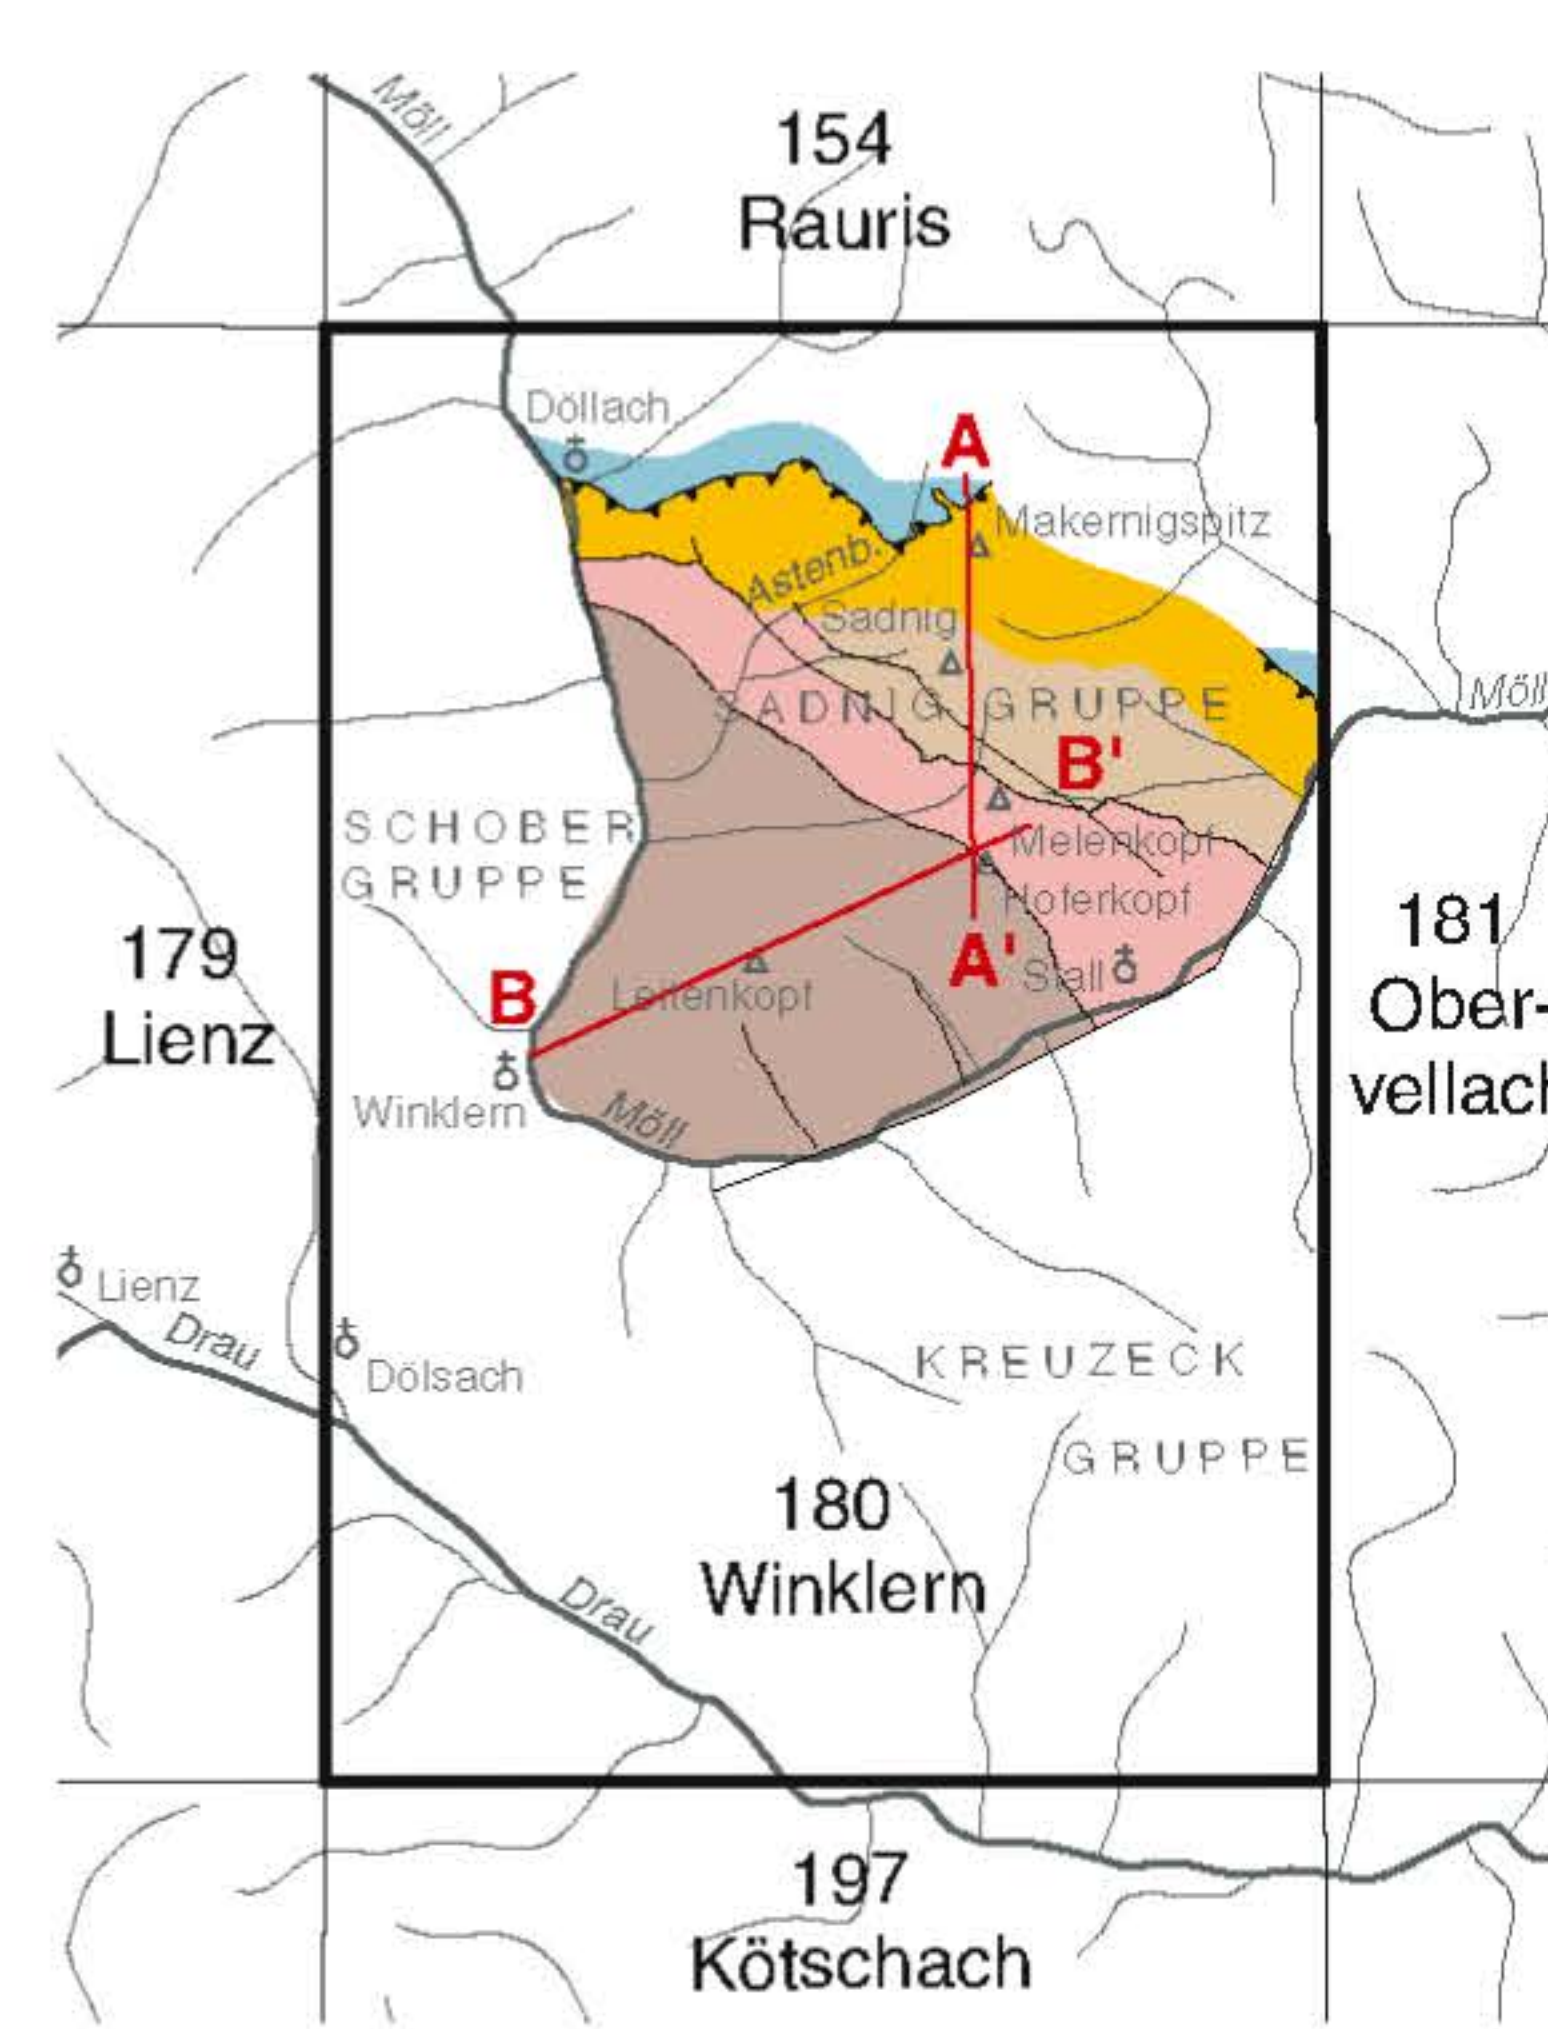 Möll
154
Rauris
Döllach
A
Makernigspitz
Astenb.
Sadnig
SADNIG GRUPPE
Möll
B'
SCHOBER
GRUPPE
Melenkopf
Hoferkopf
179
Lienz
181
Ober-
vellach
B
A'
Stall
Leitenkopf
Winklern
Möll
Lienz
Drau
Dölsach
KREUZECK
GRUPPE
180
Winklern
Drau
197
Kötschach